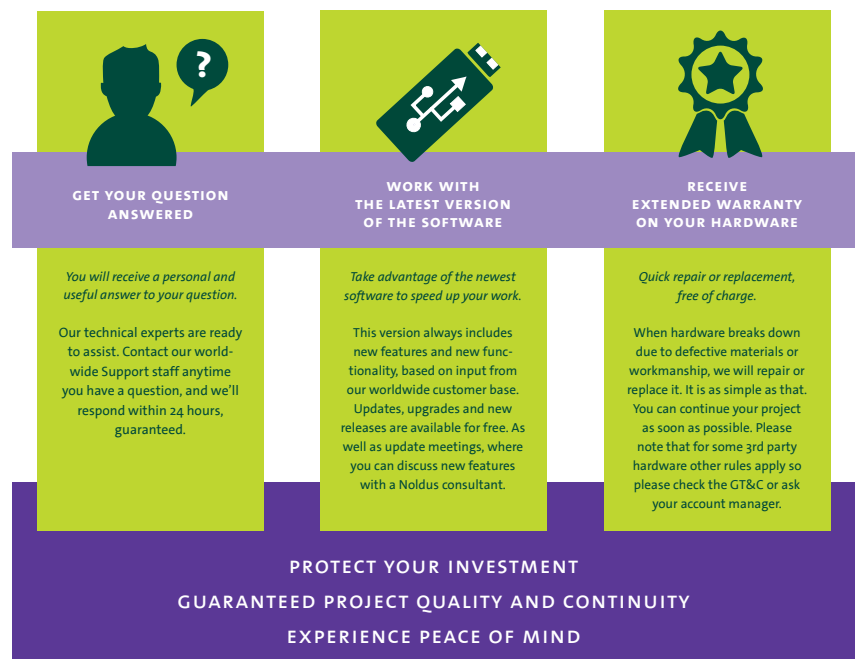 ?
GET YOUR QUESTION
ANSWERED
You will receive a personal and
useful answer to your question.
Our technical experts are ready
to assist. Contact our world-
wide Support staff anytime
you have a question, and we’ll
respond within 24 hours,
guaranteed.
WORK WITH
THE LATEST VERSION
OF THE SOFTWARE
Take advantage of the newest
software to speed up your work.
This version always includes
new features and new func-
tionality, based on input from
our worldwide customer base.
Updates, upgrades and new
releases are available for free. As
well as update meetings, where
you can discuss new features
with a Noldus consultant.
RECEIVE
EXTENDED WARRANTY
ON YOUR HARDWARE
Quick repair or replacement,
free of charge.
When hardware breaks down
due to defective materials or
workmanship, we will repair or
replace it. It is as simple as that.
You can continue your project
as soon as possible. Please
note that for some 3rd party
hardware other rules apply so
please check the GT&C or ask
your account manager.
PROTECT YOUR INVESTMENT
GUARANTEED PROJECT QUALITY AND CONTINUITY
EXPERIENCE PEACE OF MIND